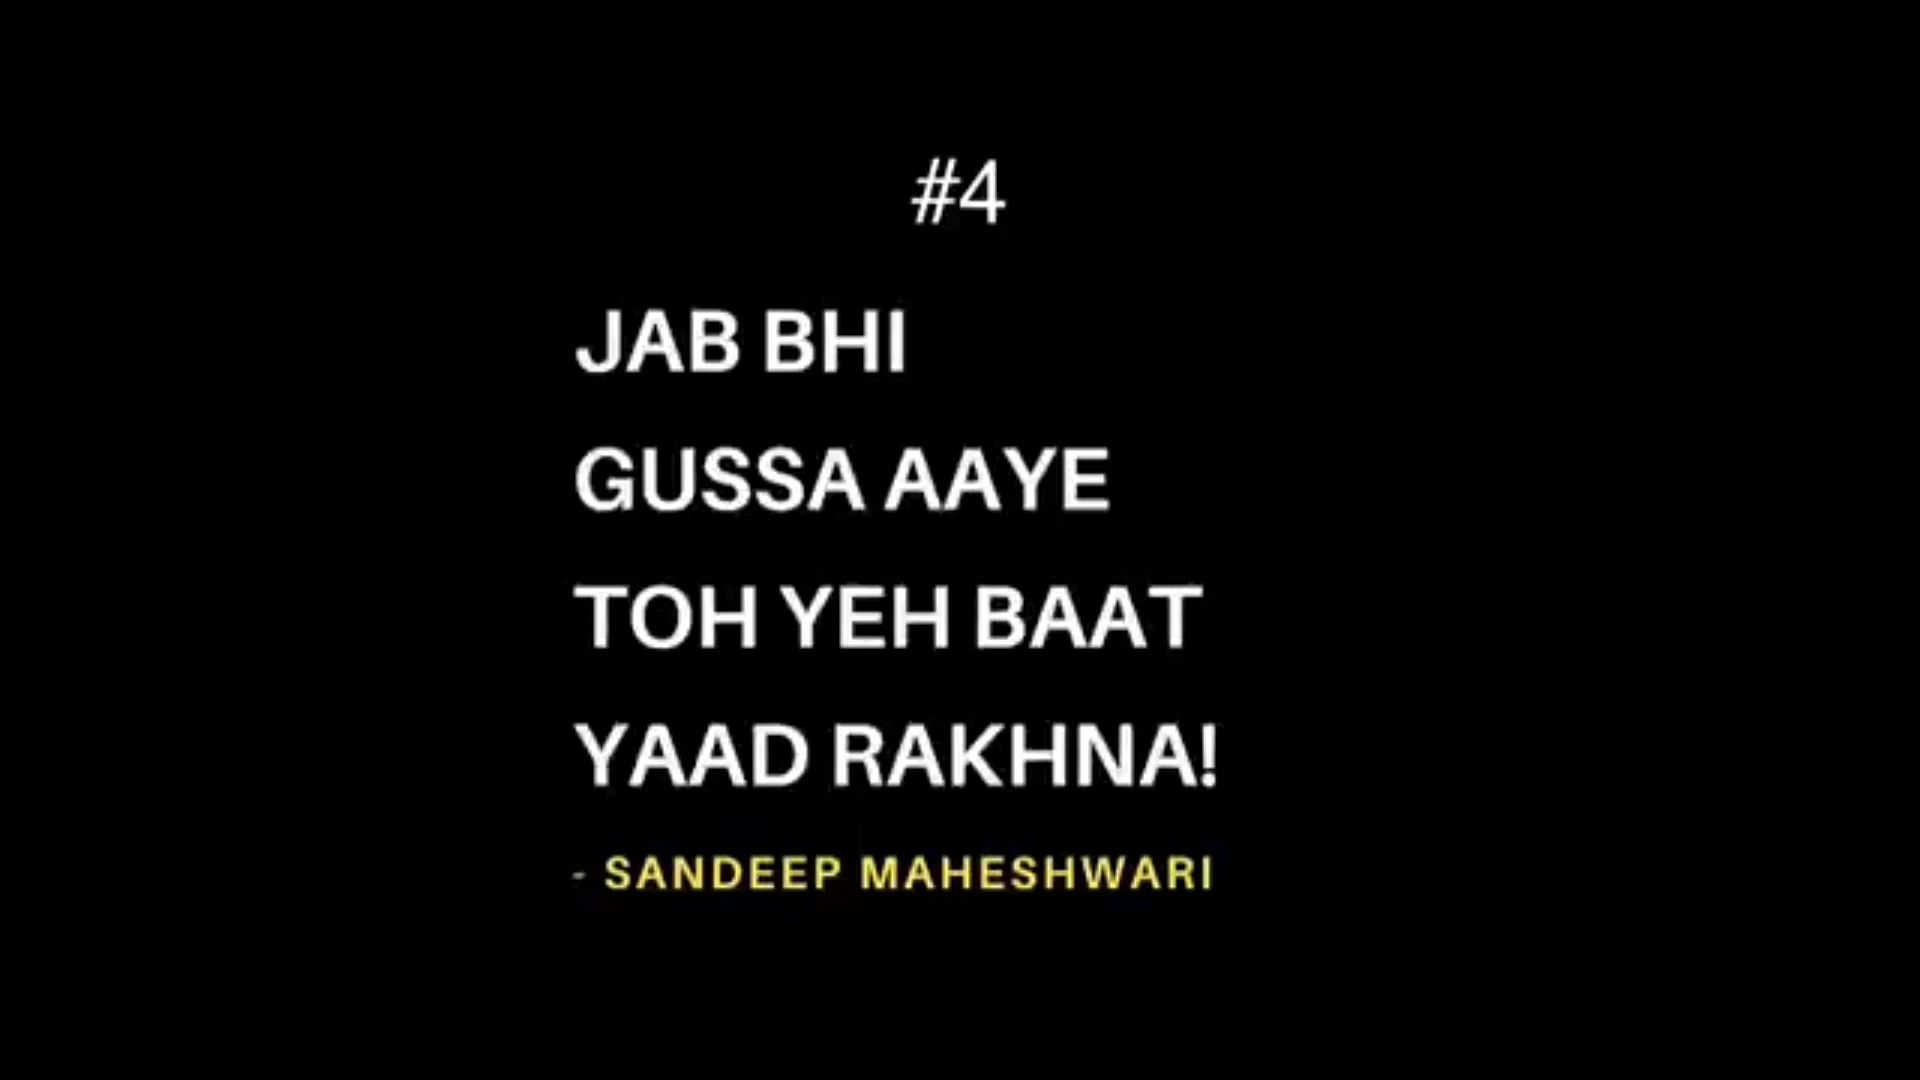 #4
JAB BHI
GUSSA AAYE
TOH YEH BAAT
YAAD RAKHNA!
- SANDEEP MAHESHWARI